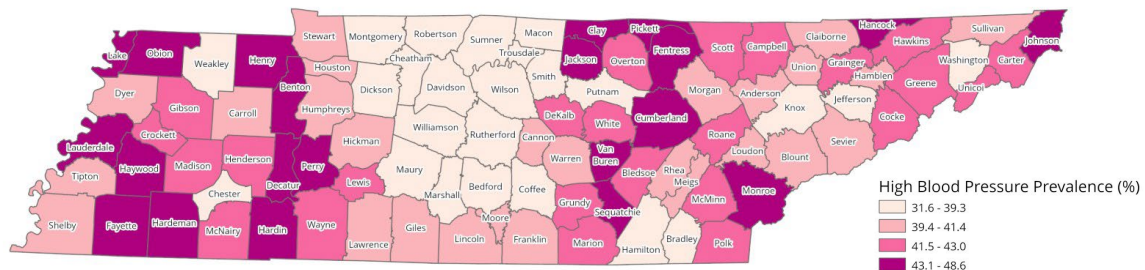 Stewart
Montgomery
Robertson
Sumner
Macon
Clay
Pickett
Hancock
Sullivan
Johnson
Lake
Obion
Weakley
Henry
Houston
Cheatham
Trousdale
Jackson
Overton
Fentress
Scott
Campbell
Claiborne
Hawkins
Washington
Carter
Unicoi
Dyer
Gibson
Carroll
Benton
Humphreys
Dickson
Davidson
Wilson
Smith
Putnam
Morgan
Anderson
Union
Grainger
Hamblen
Greene
Crockett
Hickman
Williamson
Rutherford
DeKalb
White
Cumberland
Knox
Jefferson
Cocke
Lauderdale
Haywood
Madison
Henderson
Decatur
Perry
Cannon
Warren
Van
Buren
Roane
Loudon
Blount
Sevier
Tipton
Chester
Lewis
Maury
Marshall
Bedford
Coffee
Bledsoe
Rhea
Meigs
Monroe
Shelby
Fayette
Hardeman
McNairy
Hardin
Wayne
Lawrence
Giles
Lincoln
Moore
Franklin
Grundy
Sequatchie
Marion
Hamilton
Bradley
McMinn
Polk
High Blood Pressure Prevalence (%)
31.6 - 39.3
39.4 - 41.4
41.5 - 43.0
43.1 - 48.6